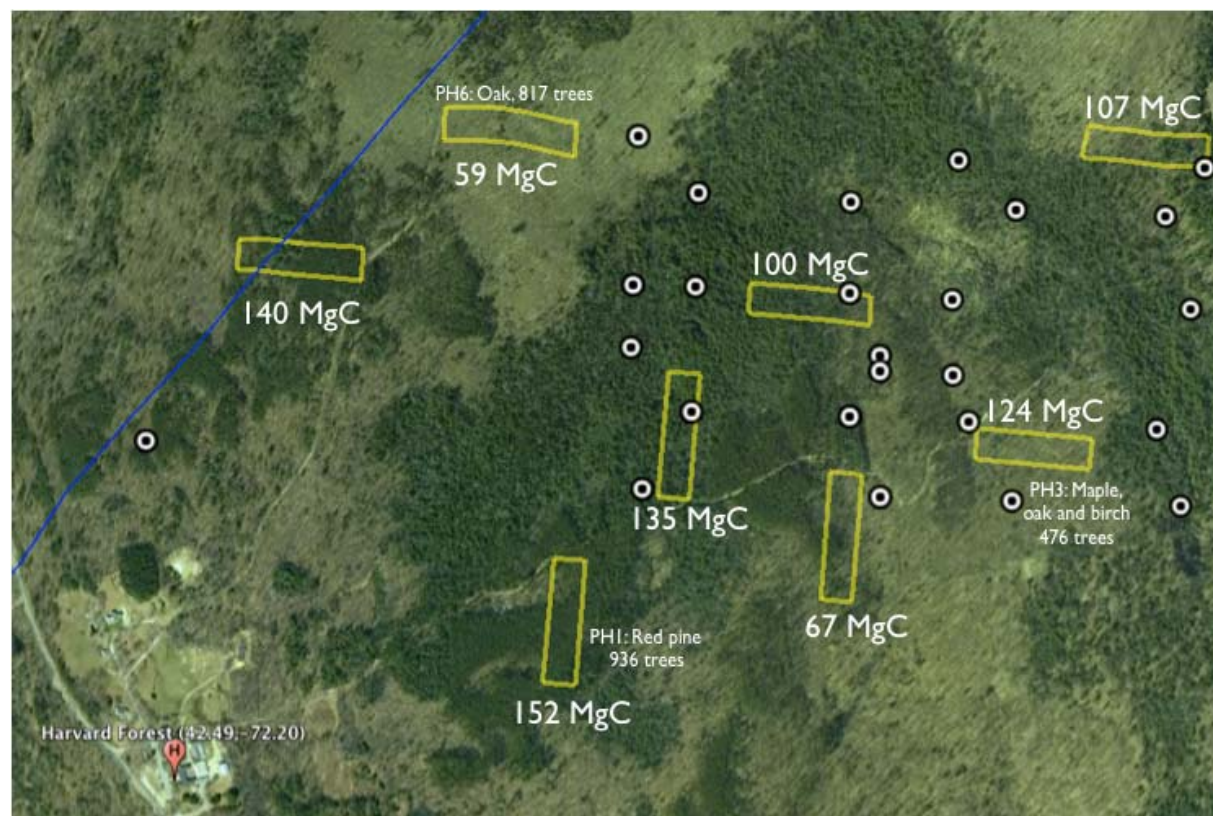 PH6: Oak, 817 trees
59 MgC
107 MgC
140 MgC
100 MgC
124 MgC
PH3: Maple,
oak and birch
476 trees
135 MgC
67 MgC
PH1: Red pine
936 trees
152 MgC
Harvard Forest (42.49,-72.20)
H